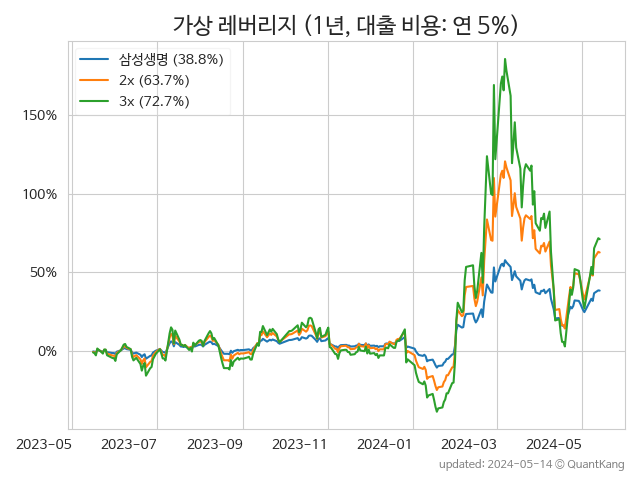 가상 레버리지 (1년, 대출 비용: 연 5%)
삼성생명 (38.8%)
2x (63.7%)
3x (72.7%)
150%
100%
50%
0%
2023-05 2023-07 2023-09 2023-11 2024-01 2024-03 2024-05
updated: 2024-05-14 © QuantKang